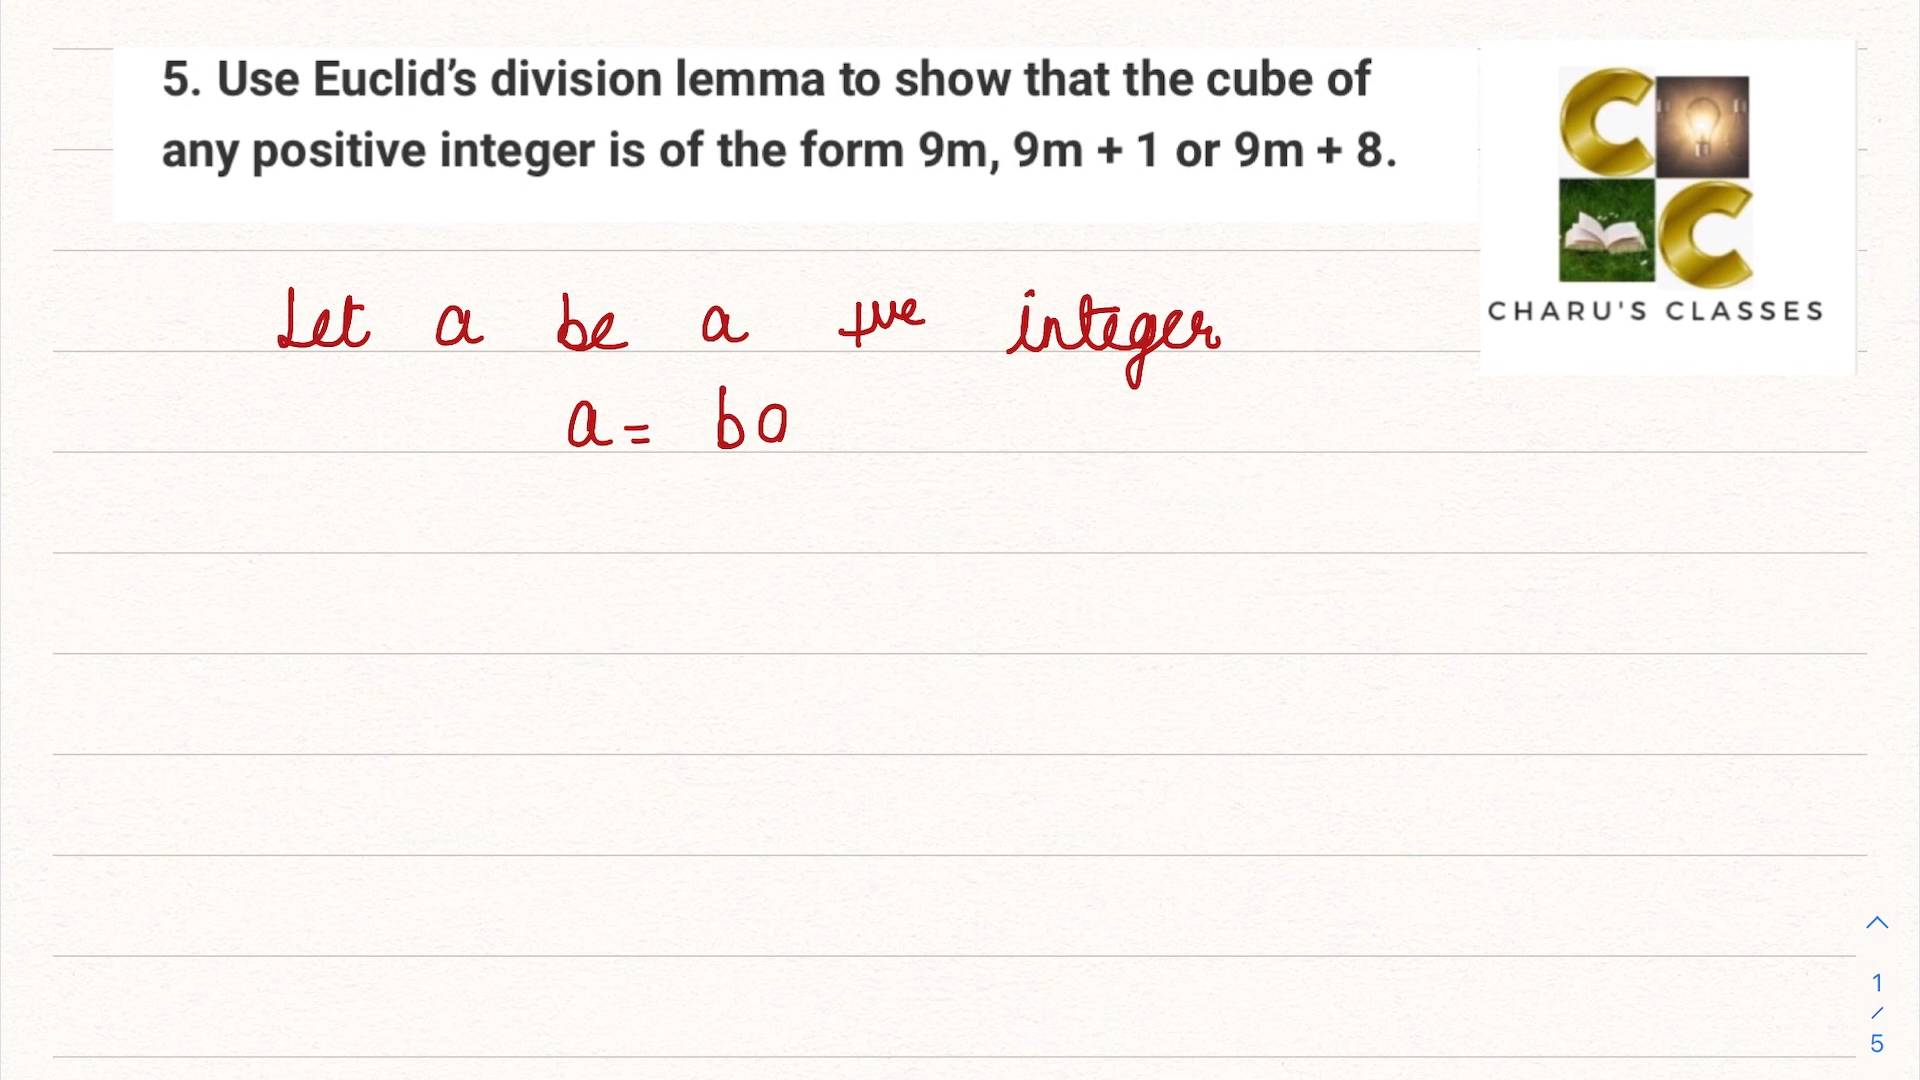 5. Use Euclid’s division lemma to show that the cube of
any positive integer is of the form 9m, 9m + 1 or 9m + 8.
CHARU'S CLASSES
Let a be a +ve integer
a= bo
1
/
5